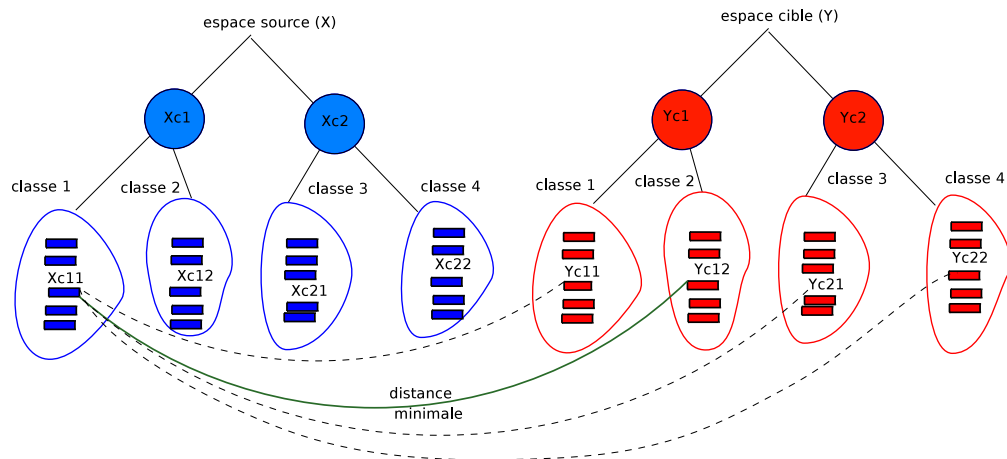 espace source (X)
espace cible (Y)
Xc1
Xc2
Yc1
Yc2
classe 1
classe 2
classe 3
classe 4
classe 1
classe 2
classe 3
classe 4
Xc11
Xc12
Xc21
Xc22
Yc11
Yc12
Yc21
Yc22
distance
minimale